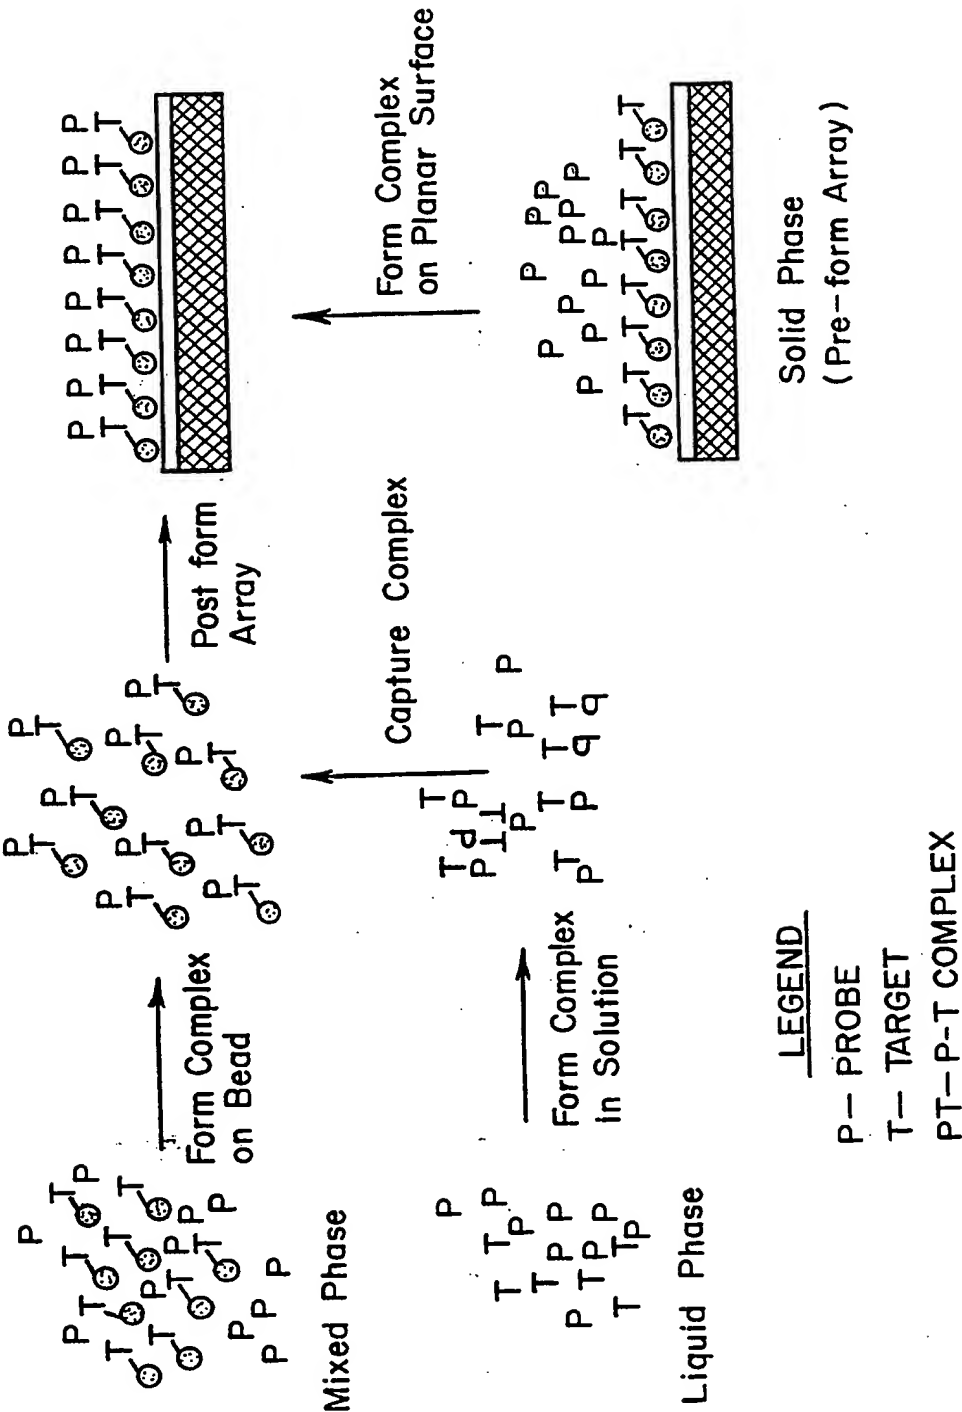 Form Complex
on Bead
Post form
Array
P P P P P P P P
T T T T T T T T
Mixed Phase
Capture Complex
Form Complex
on Planar Surface
Form Complex
in Solution
T T T T T T T T
Liquid Phase
Solid Phase
(Pre-form Array)
LEGEND
P— PROBE
T— TARGET
PT— P-T COMPLEX